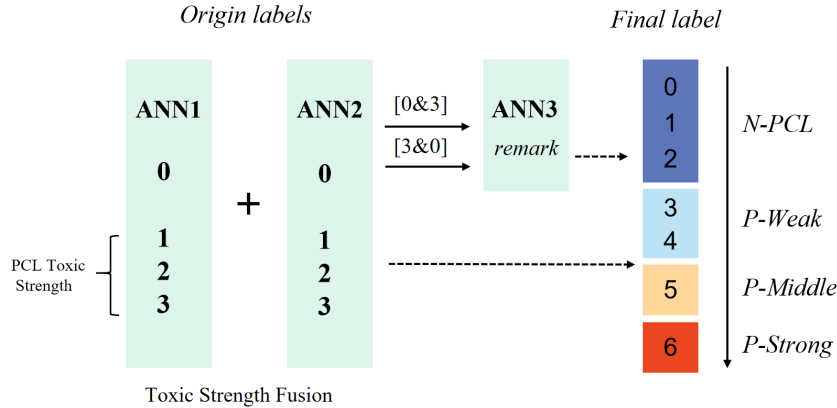 Origin labels
Final label
ANN1
0
1
2
3
+
ANN2
0
1
2
3
[0&3]
[3&0]
ANN3
remark
0
1
2
3
4
5
6
N-PCL
P-Weak
P-Middle
P-Strong
PCL Toxic
Strength
Toxic Strength Fusion